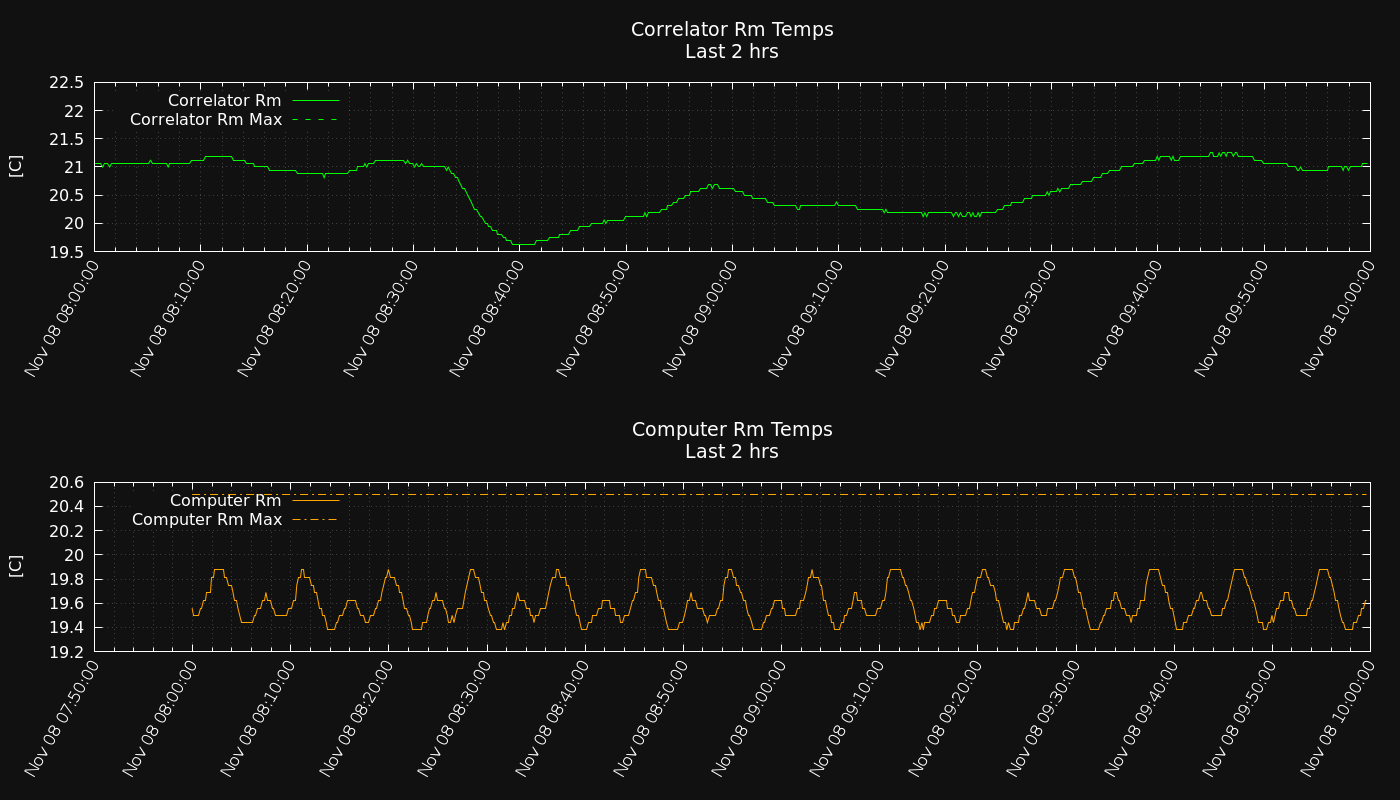 Correlator Rm Temps
Last 2 hrs
22.5
22
21.5
21
20.5
20
19.5
[C]
Correlator Rm
Correlator Rm Max
Nov 08 08:00:00
Nov 08 08:10:00
Nov 08 08:20:00
Nov 08 08:30:00
Nov 08 08:40:00
Nov 08 08:50:00
Nov 08 09:00:00
Nov 08 09:10:00
Nov 08 09:20:00
Nov 08 09:30:00
Nov 08 09:40:00
Nov 08 09:50:00
Nov 08 10:00:00
Computer Rm Temps
Last 2 hrs
20.6
20.4
20.2
20
19.8
19.6
19.4
19.2
[C]
Computer Rm
Computer Rm Max
Nov 08 07:50:00
Nov 08 08:00:00
Nov 08 08:10:00
Nov 08 08:20:00
Nov 08 08:30:00
Nov 08 08:40:00
Nov 08 08:50:00
Nov 08 09:00:00
Nov 08 09:10:00
Nov 08 09:20:00
Nov 08 09:30:00
Nov 08 09:40:00
Nov 08 09:50:00
Nov 08 10:00:00